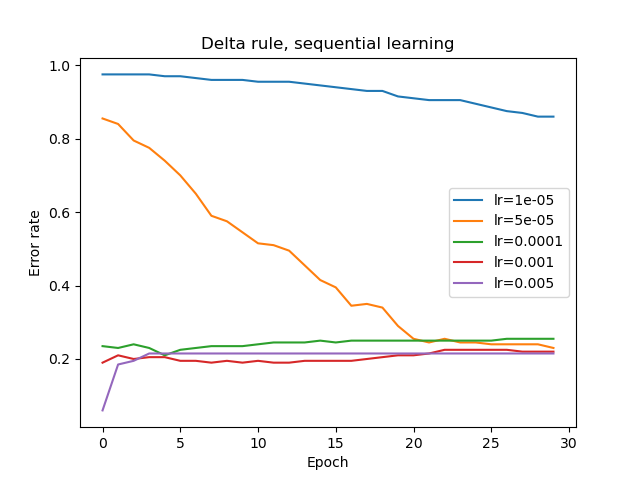 Delta rule, sequential learning
1.0
0.8
0.6
0.4
0.2
Error rate
lr=1e-05
lr=5e-05
lr=0.0001
lr=0.001
lr=0.005
0 5 10 15 20 25 30
Epoch